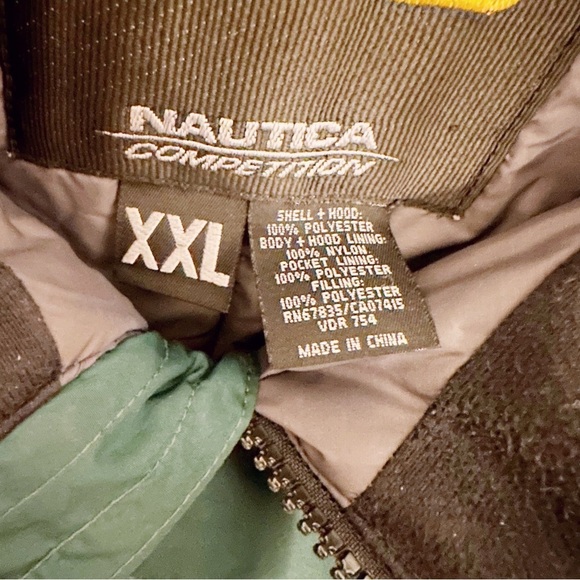 NAUTICA
COMPETITION
XXL
SHELL + HOOD:
100% POLYESTER
BODY + HOOD LINING:
100% NYLON
POCKET LINING:
100% POLYESTER
FILLING:
100% POLYESTER
RN67835/CA07415
VDR 754
MADE IN CHINA